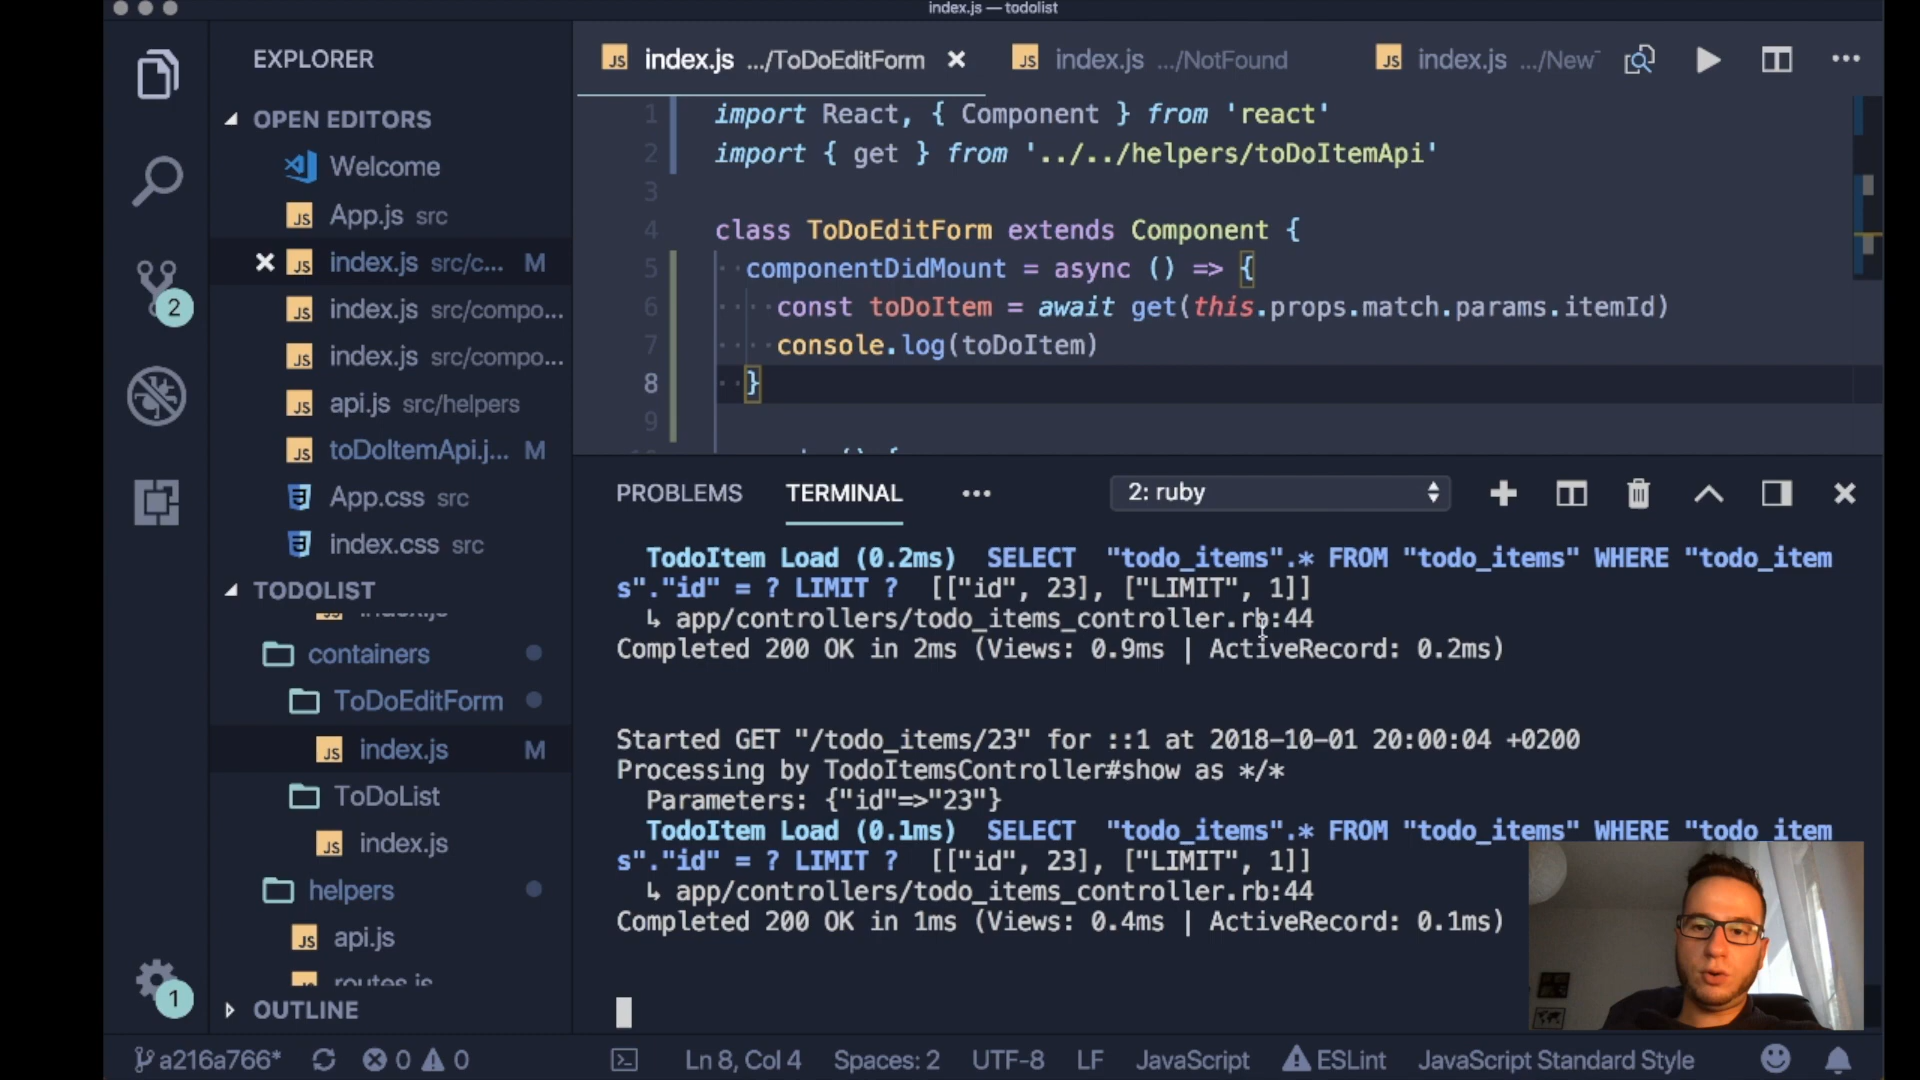 index.js — todolist
EXPLORER
OPEN EDITORS
Welcome
App.js src
index.js src/c... M
index.js src/compo...
index.js src/compo...
api.js src/helpers
toDoItemApi.j... M
App.css src
index.css src
TODOLIST
index.js
containers
ToDoEditForm
index.js M
ToDoList
index.js
helpers
api.js
routes.js
OUTLINE
2
1
index.js .../ToDoEditForm
index.js .../NotFound
index.js .../New
1 import React, { Component } from 'react'
2 import { get } from '../../helpers/toDoItemApi'
3
4 class ToDoEditForm extends Component {
5 componentDidMount = async () => {
6 const toDoItem = await get(this.props.match.params.itemId)
7 console.log(toDoItem)
8 }
9
PROBLEMS TERMINAL ••• 2: ruby
TodoItem Load (0.2ms) SELECT "todo_items".* FROM "todo_items" WHERE "todo_item
s"."id" = ? LIMIT ? [["id", 23], ["LIMIT", 1]]
↳ app/controllers/todo_items_controller.rb:44
Completed 200 OK in 2ms (Views: 0.9ms | ActiveRecord: 0.2ms)
Started GET "/todo_items/23" for ::1 at 2018-10-01 20:00:04 +0200
Processing by TodoItemsController#show as */*
Parameters: {"id"=>"23"}
TodoItem Load (0.1ms) SELECT "todo_items".* FROM "todo_items" WHERE "todo_item
s"."id" = ? LIMIT ? [["id", 23], ["LIMIT", 1]]
↳ app/controllers/todo_items_controller.rb:44
Completed 200 OK in 1ms (Views: 0.4ms | ActiveRecord: 0.1ms)
a216a766* 0 0 Ln 8, Col 4 Spaces: 2 UTF-8 LF JavaScript ESLint JavaScript Standard Style